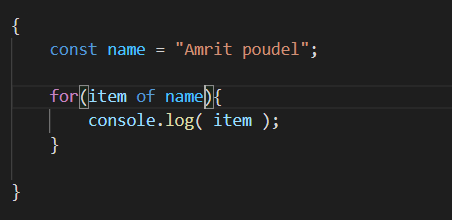 {
const name = "Amrit poudel";
for(item of name){
console.log( item );
}
}